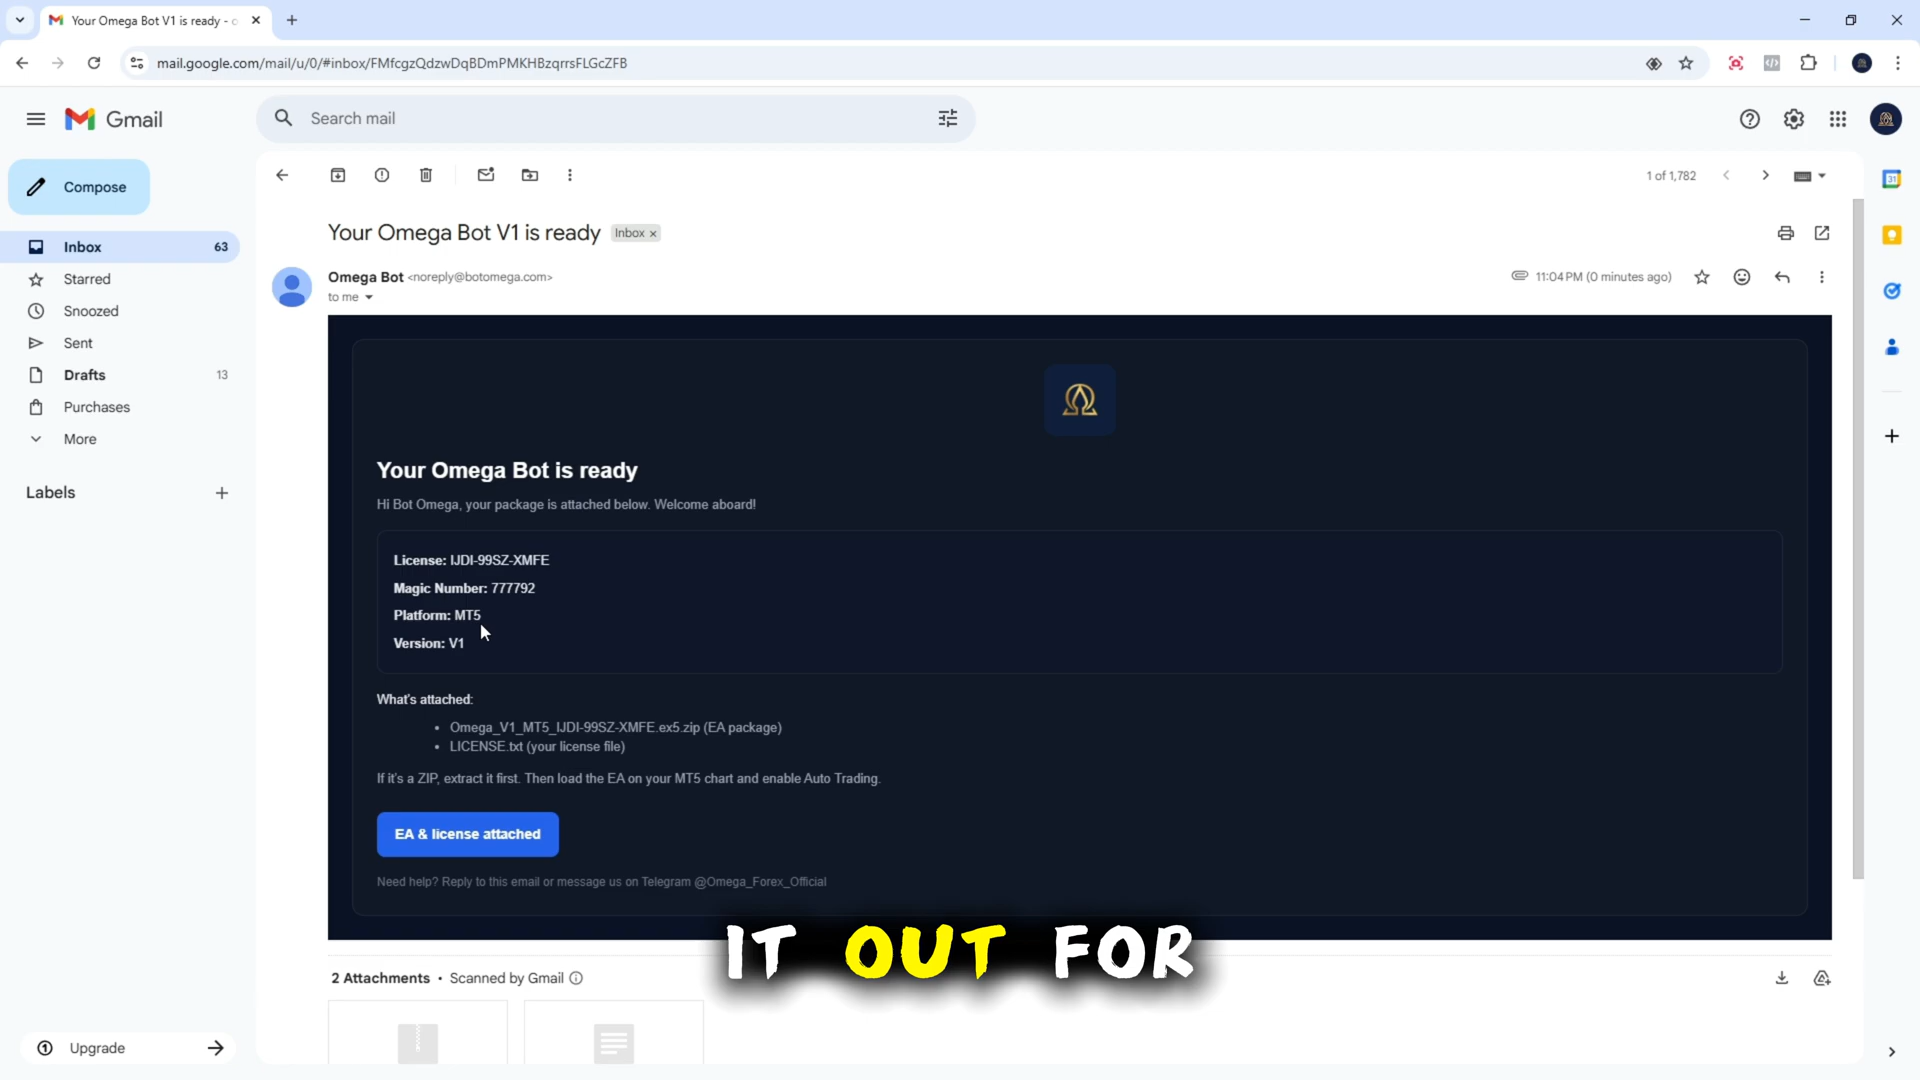 Your Omega Bot V1 is ready - o
mail.google.com/mail/u/0/#inbox/FMfcgzQdzwDqBDmPMKHBzqrrsFLGcZFB
Gmail
Search mail
Compose
1 of 1,782
Inbox 63
Starred
Snoozed
Sent
Drafts 13
Purchases
More
Labels
Upgrade
Your Omega Bot V1 is ready Inbox
Omega Bot <noreply@botomega.com>
11:04 PM (0 minutes ago)
to me
Your Omega Bot is ready
Hi Bot Omega, your package is attached below. Welcome aboard!
License: IJDI-99SZ-XMFE
Magic Number: 777792
Platform: MT5
Version: V1
What's attached:
• Omega_V1_MT5_IJDI-99SZ-XMFE.ex5.zip (EA package)
• LICENSE.txt (your license file)
If it's a ZIP, extract it first. Then load the EA on your MT5 chart and enable Auto Trading.
EA & license attached
Need help? Reply to this email or message us on Telegram @Omega_Forex_Official
IT OUT FOR
2 Attachments • Scanned by Gmail
31